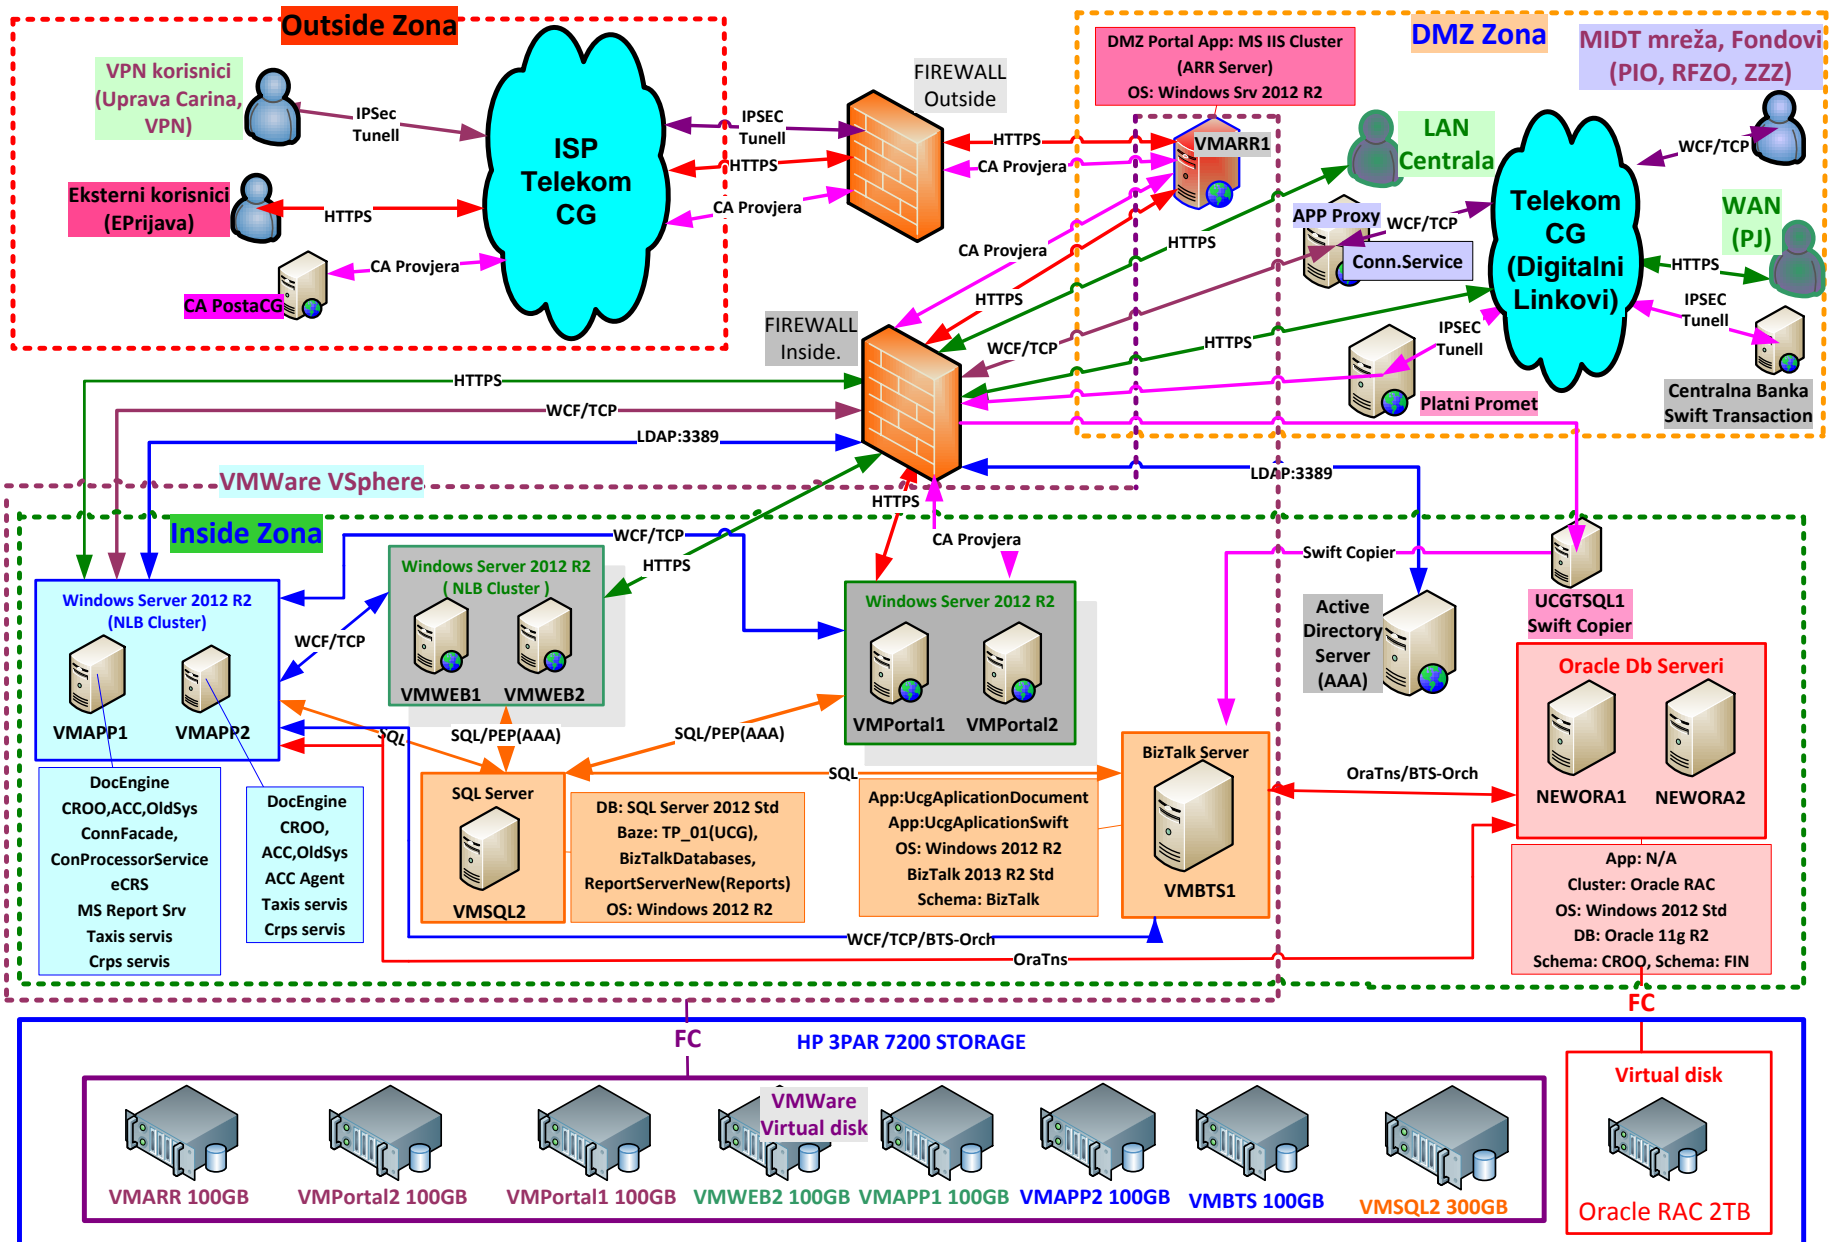 Outside Zona
VPN korisnici
(Uprava Carina,
VPN)
IPSec
Tunell
ISP
Telekom
CG
Eksterni korisnici
(EPrijava)
HTTPS
CA Provjera
CA PostaCG
IPSEC
Tunell
HTTPS
CA Provjera
FIREWALL
Outside
HTTPS
CA Provjera
DMZ Portal App: MS IIS Cluster
(ARR Server)
OS: Windows Srv 2012 R2
VMARR1
DMZ Zona
MIDT mreža, Fondovi
(PIO, RFZO, ZZZ)
LAN
Centrala
WCF/TCP
APP Proxy
WCF/TCP
Conn.Service
Telekom
CG
(Digitalni
Linkovi)
WAN
(PJ)
HTTPS
IPSEC
Tunell
IPSEC
Tunell
Centralna Banka
Swift Transaction
Platni Promet
CA Provjera
HTTPS
HTTPS
WCF/TCP
HTTPS
FIREWALL
Inside.
HTTPS
WCF/TCP
LDAP:3389
LDAP:3389
VMWare VSphere
HTTPS
CA Provjera
Inside Zona
WCF/TCP
HTTPS
Swift Copier
Windows Server 2012 R2
(NLB Cluster)
VMAPP1
VMAPP2
WCF/TCP
Windows Server 2012 R2
( NLB Cluster )
VMWEB1
VMWEB2
Windows Server 2012 R2
VMPortal1
VMPortal2
Active
Directory
Server
(AAA)
UCGTSQL1
Swift Copier
Oracle Db Serveri
NEWORA1
NEWORA2
SQL
SQL/PEP(AAA)
SQL/PEP(AAA)
SQL
OraTns/BTS-Orch
DocEngine
CROO,ACC,OldSys
ConnFacade,
ConProcessorService
eCRS
MS Report Srv
Taxis servis
Crps servis
DocEngine
CROO,
ACC,OldSys
ACC Agent
Taxis servis
Crps servis
SQL Server
VMSQL2
DB: SQL Server 2012 Std
Baze: TP_01(UCG),
BizTalkDatabases,
ReportServerNew(Reports)
OS: Windows 2012 R2
App:UcgAplicationDocument
App:UcgAplicationSwift
OS: Windows 2012 R2
BizTalk 2013 R2 Std
Schema: BizTalk
BizTalk Server
VMBTS1
App: N/A
Cluster: Oracle RAC
OS: Windows 2012 Std
DB: Oracle 11g R2
Schema: CROO, Schema: FIN
WCF/TCP/BTS-Orch
OraTns
FC
FC
HP 3PAR 7200 STORAGE
VMWare
Virtual disk
VMARR 100GB
VMPortal2 100GB
VMPortal1 100GB
VMWEB2 100GB
VMAPP1 100GB
VMAPP2 100GB
VMBTS 100GB
VMSQL2 300GB
Virtual disk
Oracle RAC 2TB